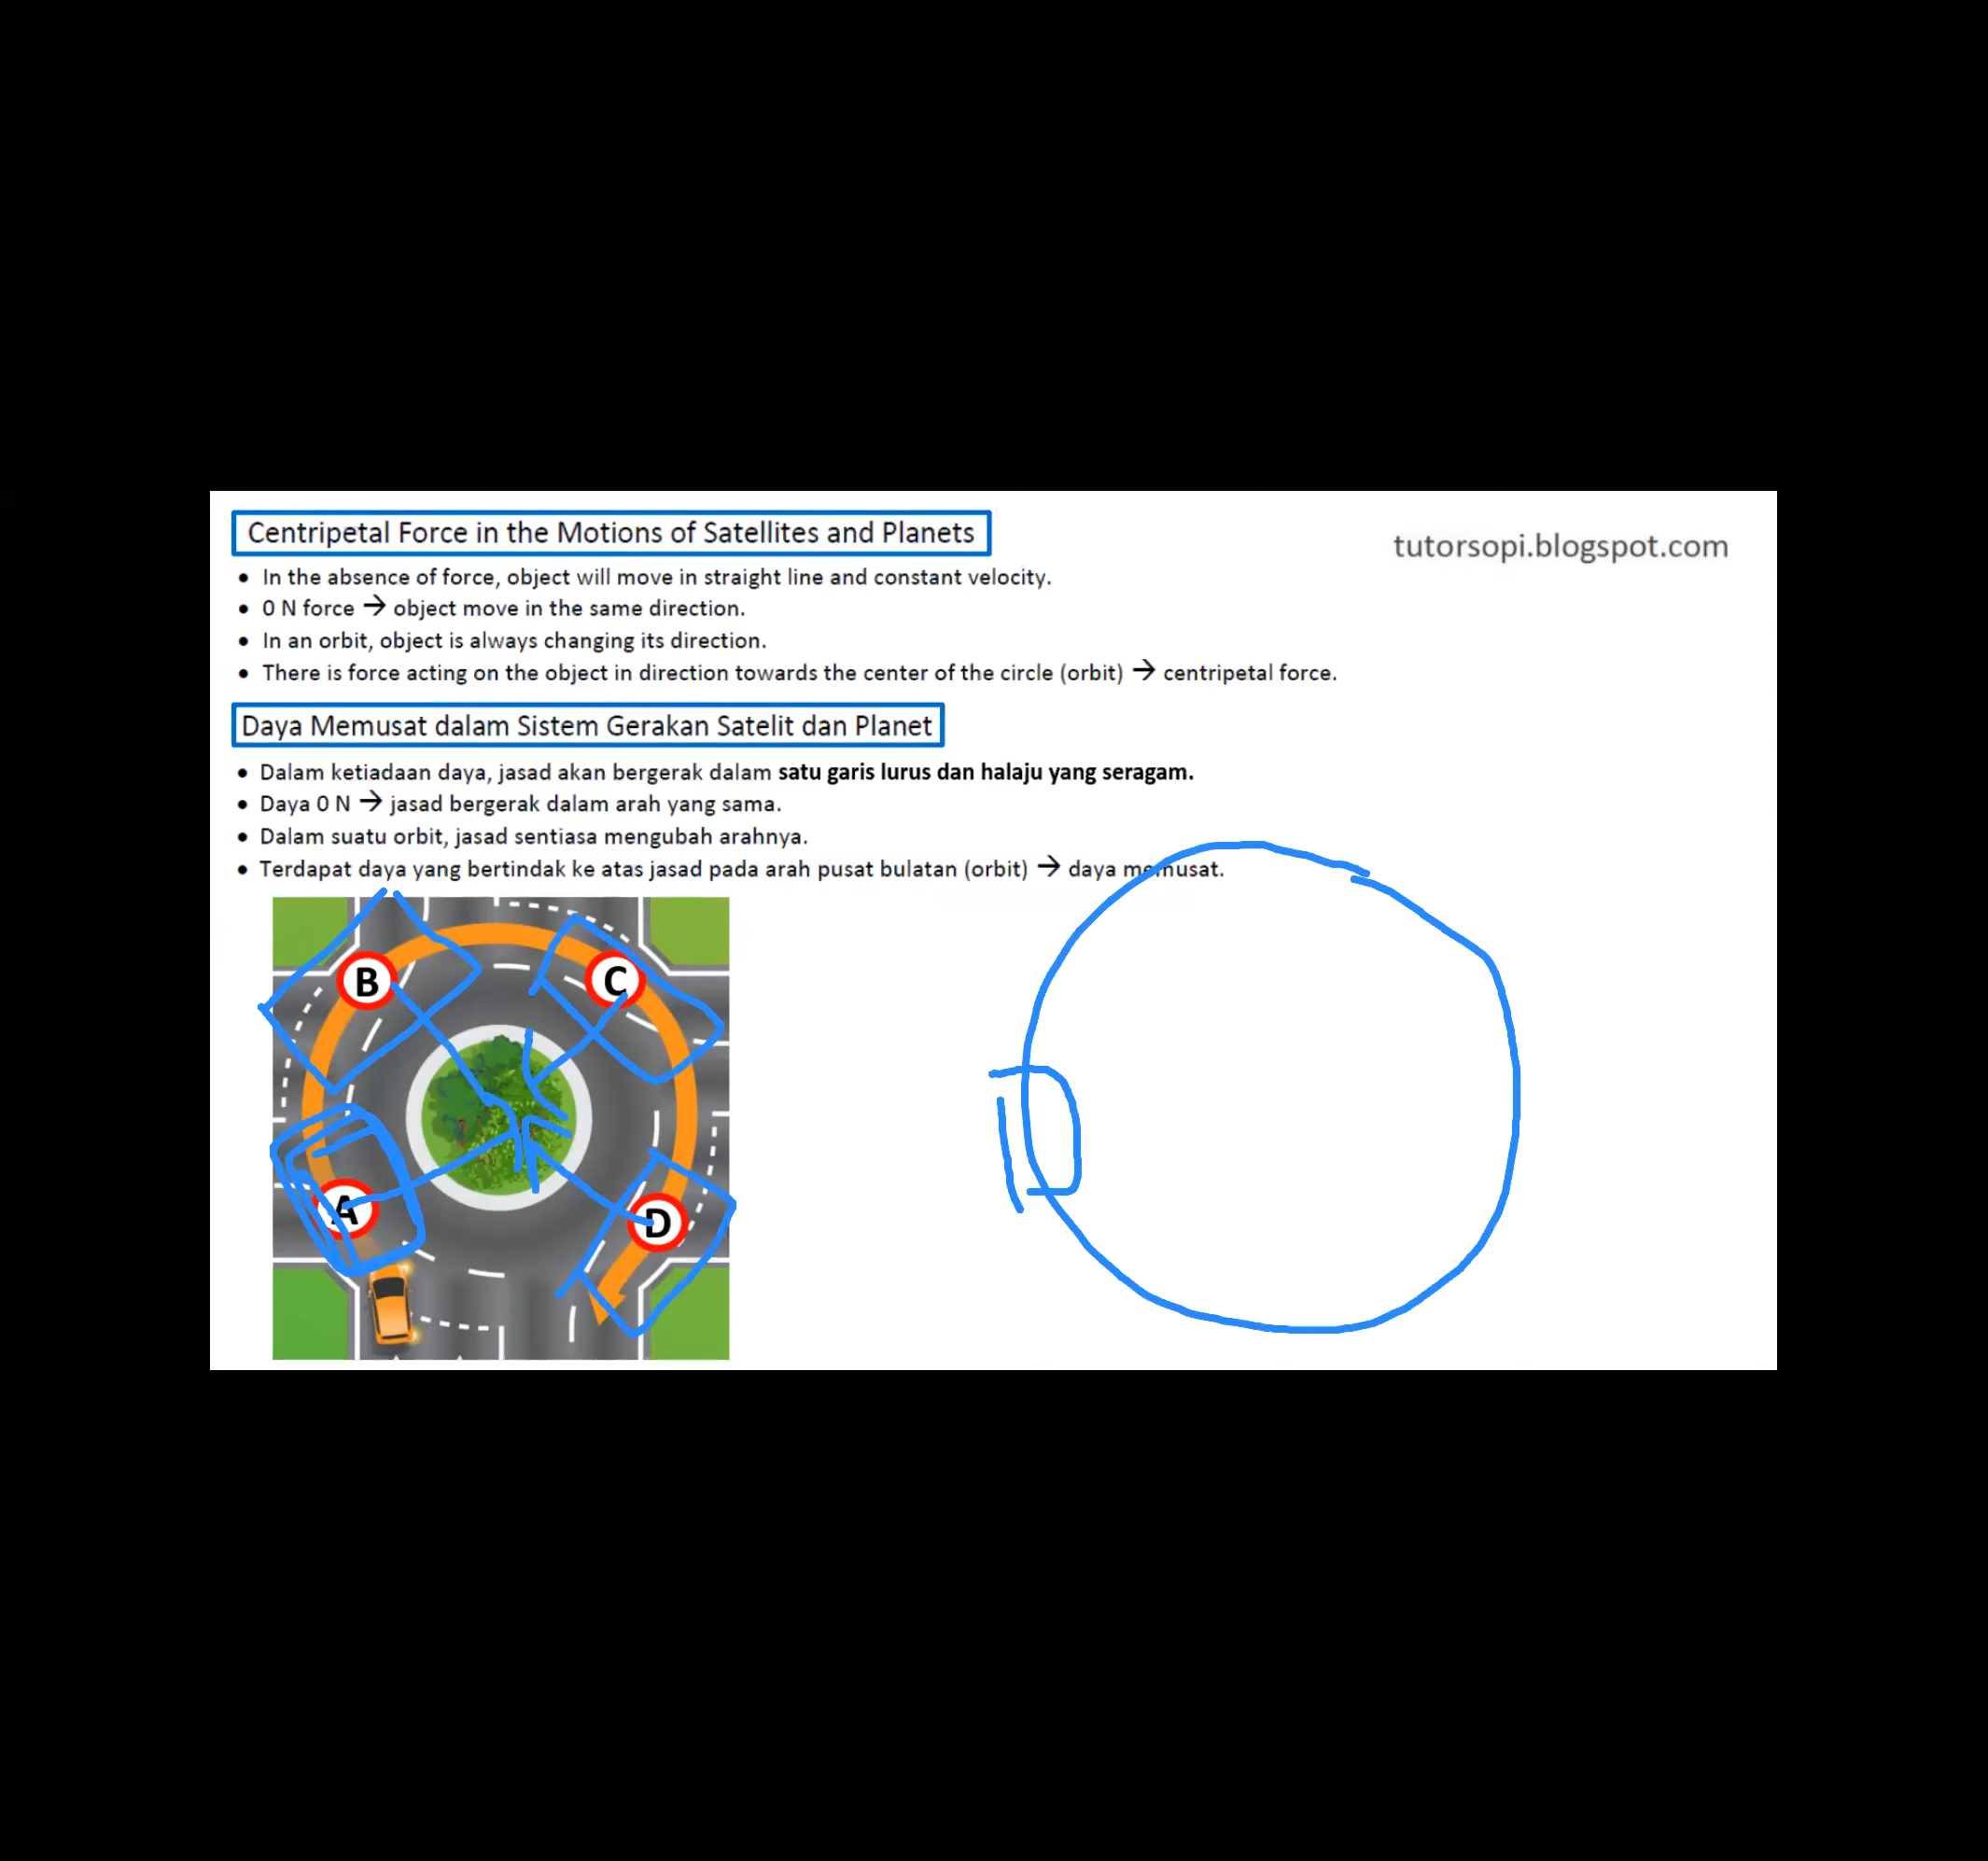 Centripetal Force in the Motions of Satellites and Planets
tutorsopi.blogspot.com
• In the absence of force, object will move in straight line and constant velocity.
• 0 N force → object move in the same direction.
• In an orbit, object is always changing its direction.
• There is force acting on the object in direction towards the center of the circle (orbit) → centripetal force.
Daya Memusat dalam Sistem Gerakan Satelit dan Planet
• Dalam ketiadaan daya, jasad akan bergerak dalam satu garis lurus dan halaju yang seragam.
• Daya 0 N → jasad bergerak dalam arah yang sama.
• Dalam suatu orbit, jasad sentiasa mengubah arahnya.
• Terdapat daya yang bertindak ke atas jasad pada arah pusat bulatan (orbit) → daya memusat.
B
C
A
D